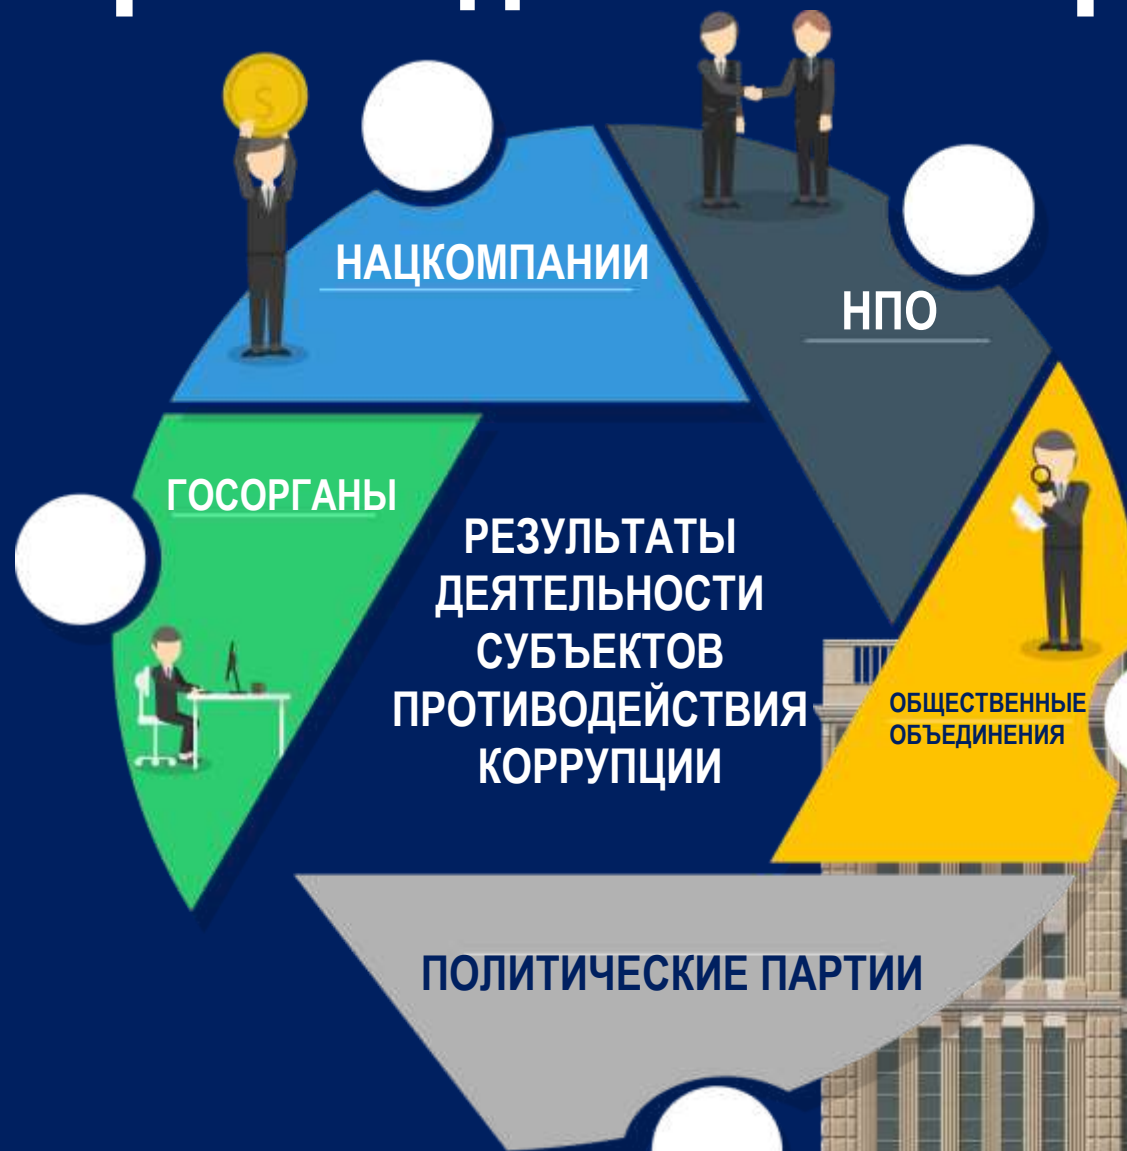 НАЦКОМПАНИИ
НПО
ГОСОРГАНЫ
РЕЗУЛЬТАТЫ
ДЕЯТЕЛЬНОСТИ
СУБЪЕКТОВ
ПРОТИВОДЕЙСТВИЯ
КОРРУПЦИИ
ОБЩЕСТВЕННЫЕ
ОБЪЕДИНЕНИЯ
ПОЛИТИЧЕСКИЕ ПАРТИИ